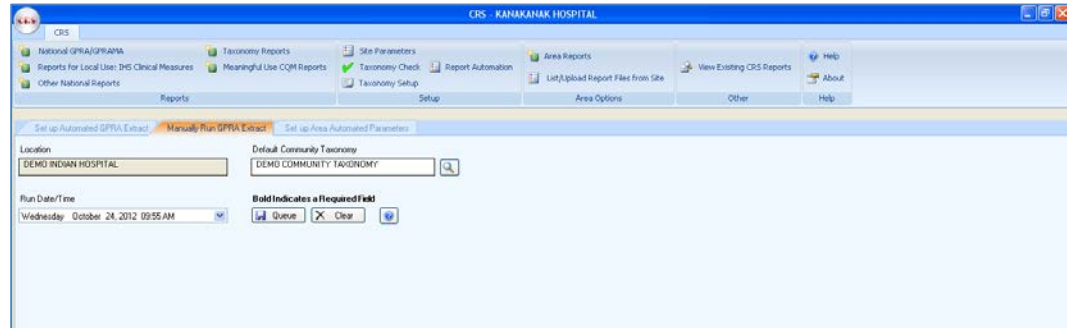 CRS - KANAKANAK HOSPITAL
CRS
CRS
National GPRA/GPRAMA
Reports for Local Use: IHS Clinical Measures
Other National Reports
Taxonomy Reports
Meaningful Use CQM Reports
Reports
Site Parameters
Taxonomy Check
Report Automation
Taxonomy Setup
Setup
Area Reports
List/Upload Report Files from Site
Area Options
View Existing CRS Reports
Other
Help
About
Help
Set up Automated GPRA Extract
Manually Run GPRA Extract
Set up Area Automated Parameters
Location
Default Community Taxonomy
DEMO INDIAN HOSPITAL
DEMO COMMUNITY TAXONOMY
Run Date/Time
Bold Indicates a Required Field
Wednesday October 24, 2012 09:55 AM
Queue
Clear